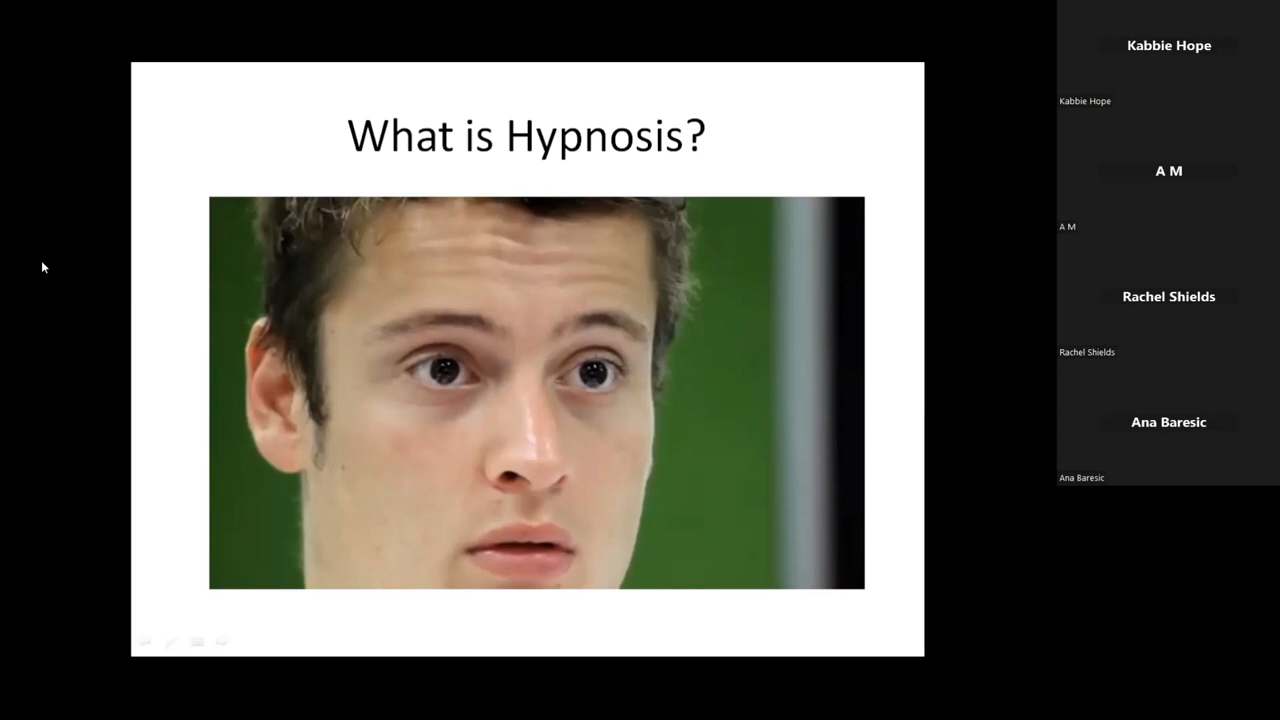 What is Hypnosis?
Kabbie Hope
Kabbie Hope
A M
A M
Rachel Shields
Rachel Shields
Ana Baresic
Ana Baresic